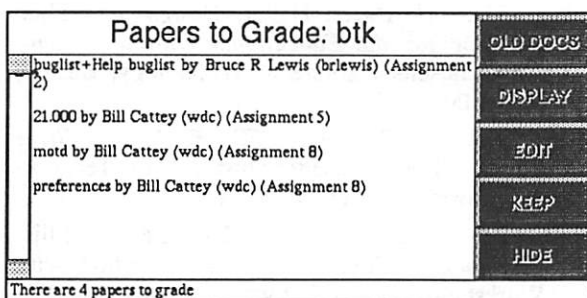 Papers to Grade: btk
buglist+Help buglist by Bruce R Lewis (brlewis) (Assignment
2)
21.000 by Bill Cattey (wdc) (Assignment 5)
motd by Bill Cattey (wdc) (Assignment 8)
preferences by Bill Cattey (wdc) (Assignment 8)
There are 4 papers to grade
OLD DOCS
DISPLAY
EDIT
KEEP
HIDE